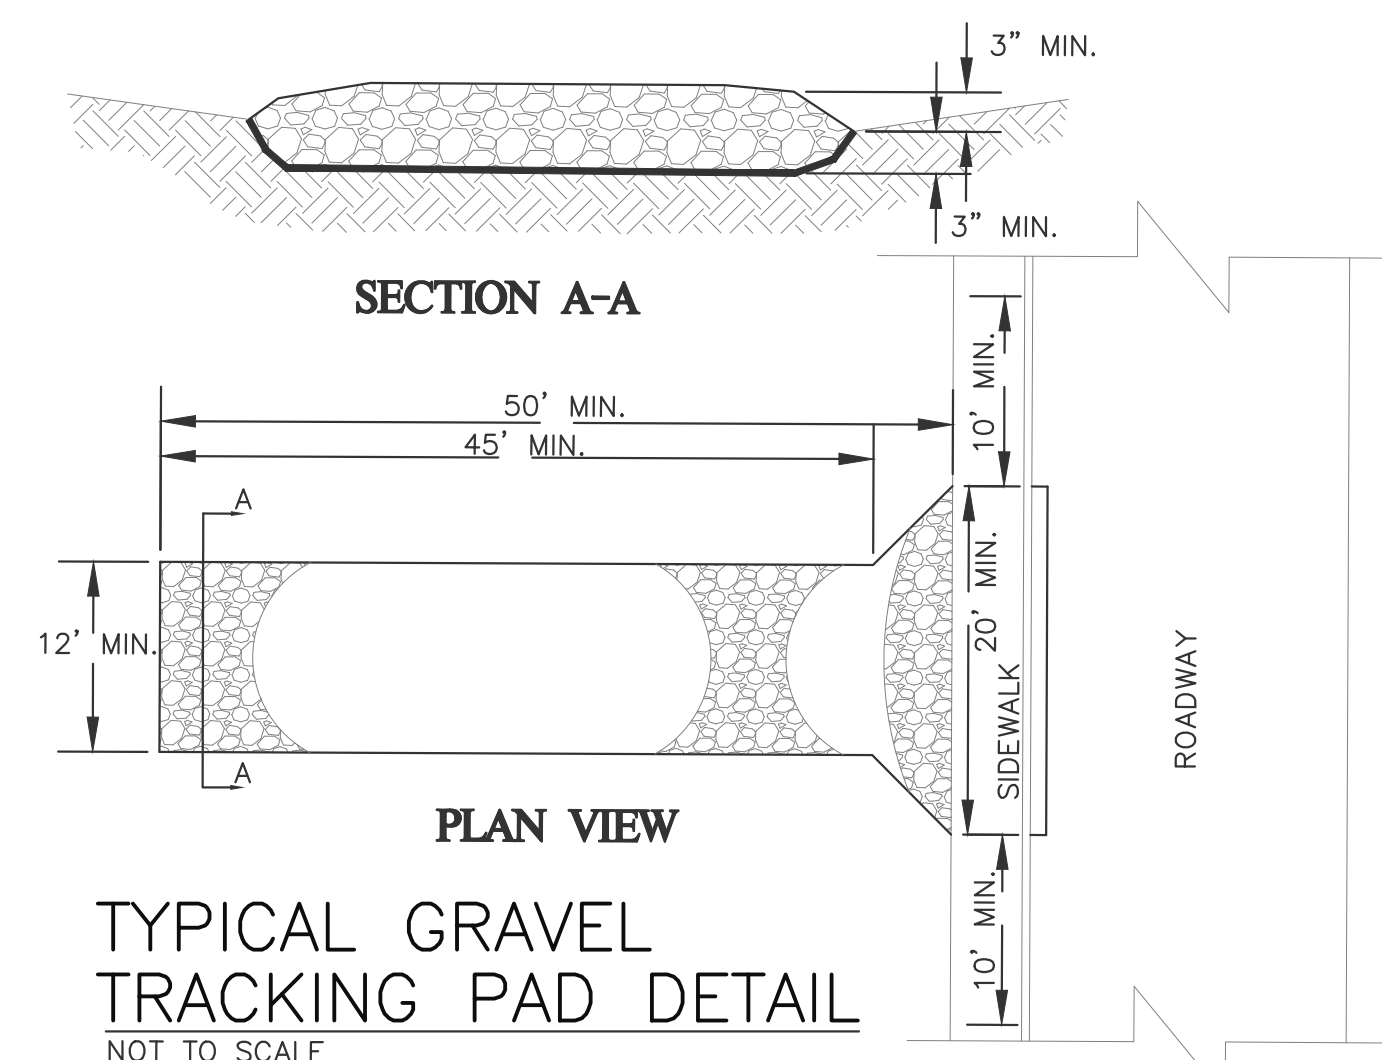 3” MIN.
3” MIN.
SECTION A-A
10’ MIN.
50’ MIN.
45’ MIN.
A
20’ MIN.
12’ MIN.
SIDEWALK
ROADWAY
A
PLAN VIEW
10’ MIN.
TYPICAL GRAVEL
TRACKING PAD DETAIL
NOT TO SCALE